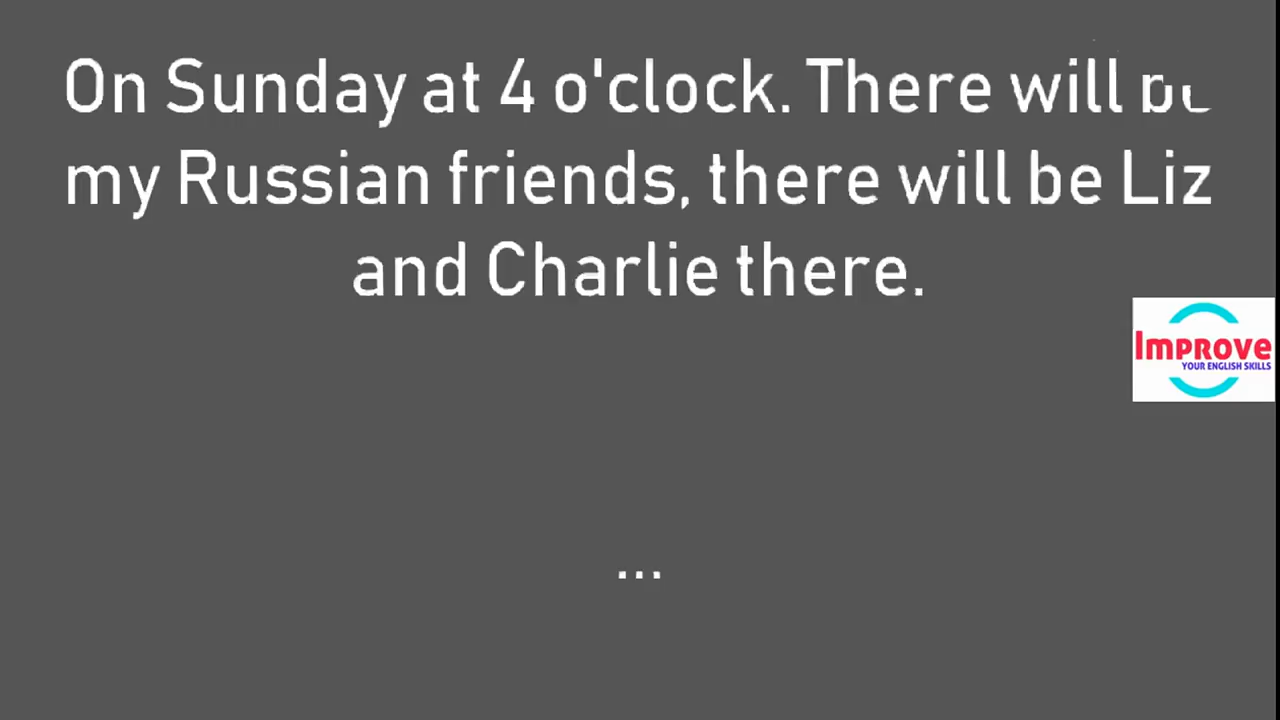 On Sunday at 4 o'clock. There will be
my Russian friends, there will be Liz
and Charlie there.
Improve
YOUR ENGLISH SKILLS
...